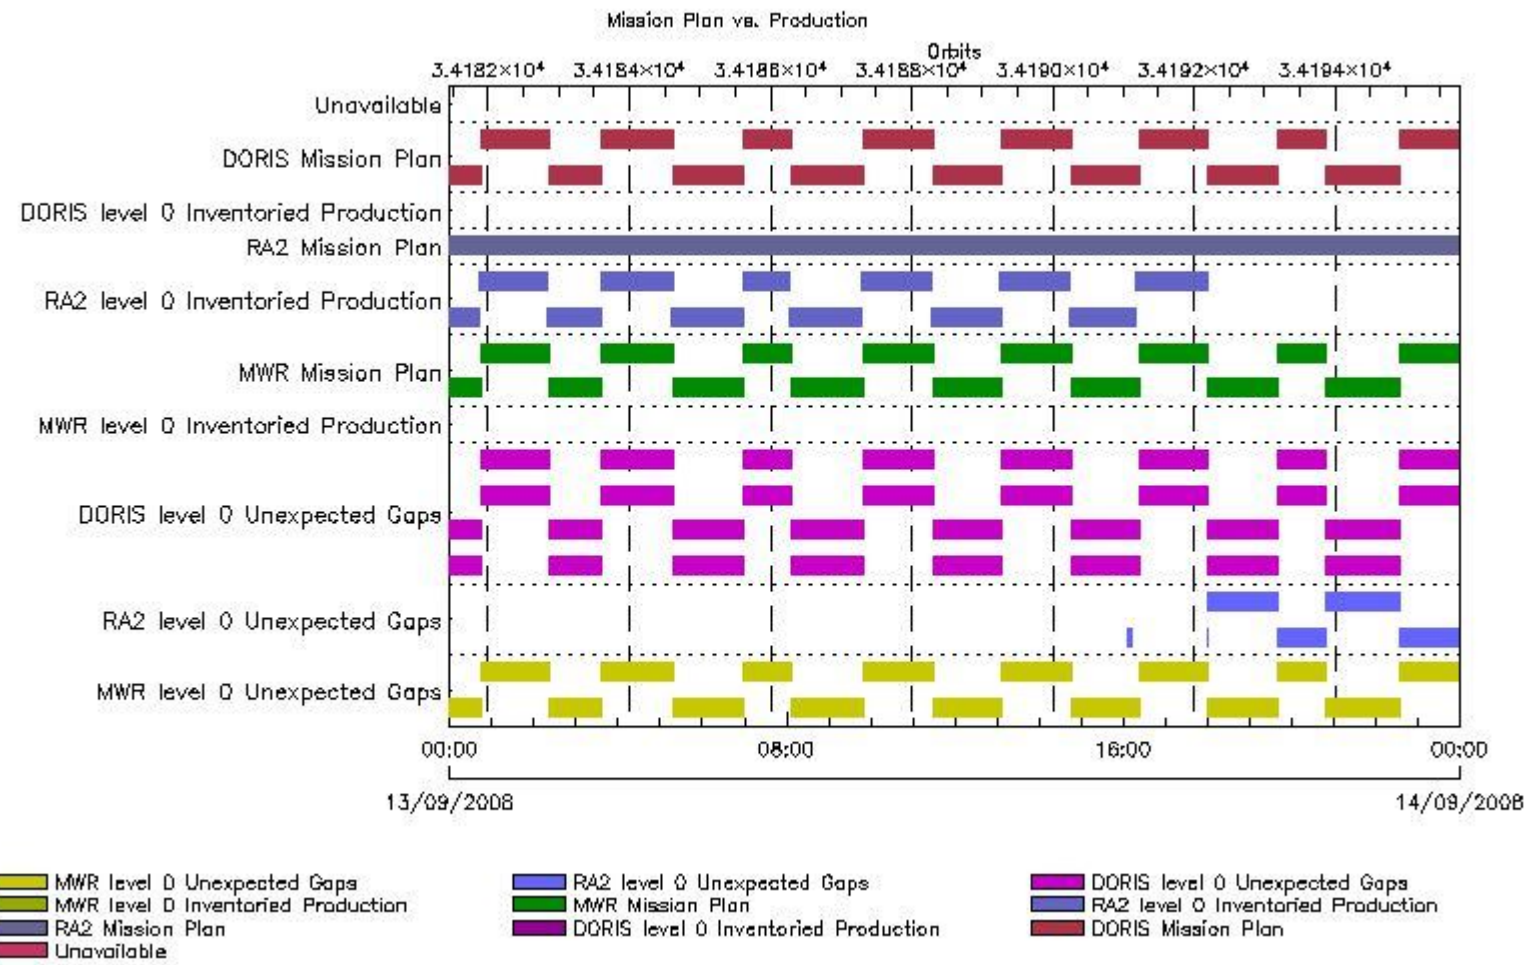 Mission Plan vs. Production
Orbits
3.4182×10⁴ 3.4184×10⁴ 3.4186×10⁴ 3.4188×10⁴ 3.4190×10⁴ 3.4192×10⁴ 3.4194×10⁴
Unavailable
DORIS Mission Plan
DORIS level 0 Inventoried Production
RA2 Mission Plan
RA2 level 0 Inventoried Production
MWR Mission Plan
MWR level 0 Inventoried Production
DORIS level 0 Unexpected Gaps
RA2 level 0 Unexpected Gaps
MWR level 0 Unexpected Gaps
00:00 08:00 16:00 00:00
13/09/2008 14/09/2008
MWR level 0 Unexpected Gaps RA2 level 0 Unexpected Gaps DORIS level 0 Unexpected Gaps
MWR level 0 Inventoried Production MWR Mission Plan RA2 level 0 Inventoried Production
RA2 Mission Plan DORIS level 0 Inventoried Production DORIS Mission Plan
Unavailable